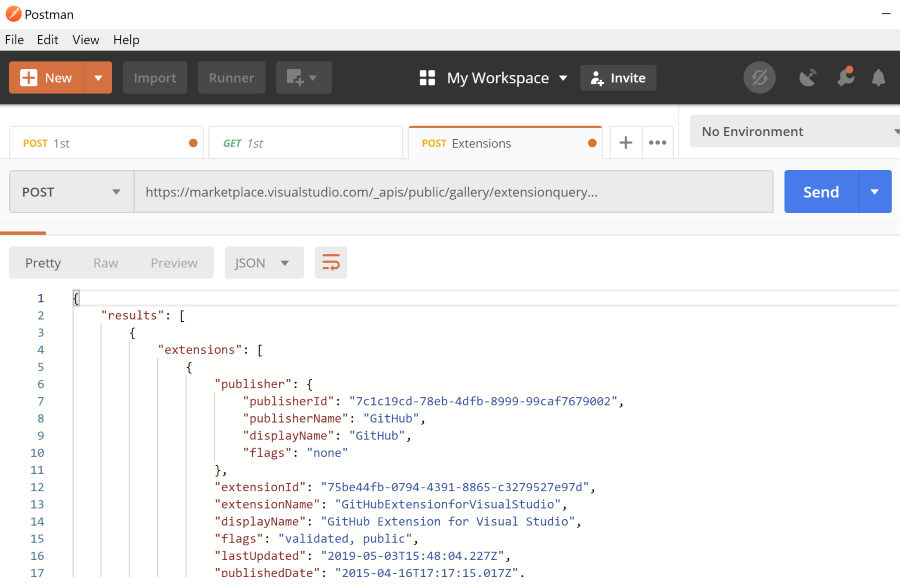 Postman
File Edit View Help
New Import Runner My Workspace Invite
POST 1st GET 1st POST Extensions No Environment
POST https://marketplace.visualstudio.com/_apis/public/gallery/extensionquery... Send
Pretty Raw Preview JSON
1 {
2 "results": [
3 {
4 "extensions": [
5 {
6 "publisher": {
7 "publisherId": "7c1c19cd-78eb-4dfb-8999-99caf7679002",
8 "publisherName": "GitHub",
9 "displayName": "GitHub",
10 "flags": "none"
11 },
12 "extensionId": "75be44fb-0794-4391-8865-c3279527e97d",
13 "extensionName": "GitHubExtensionforVisualStudio",
14 "displayName": "GitHub Extension for Visual Studio",
15 "flags": "validated, public",
16 "lastUpdated": "2019-05-03T15:48:04.227Z",
17 "publishedDate": "2015-04-16T17:17:15.017Z",